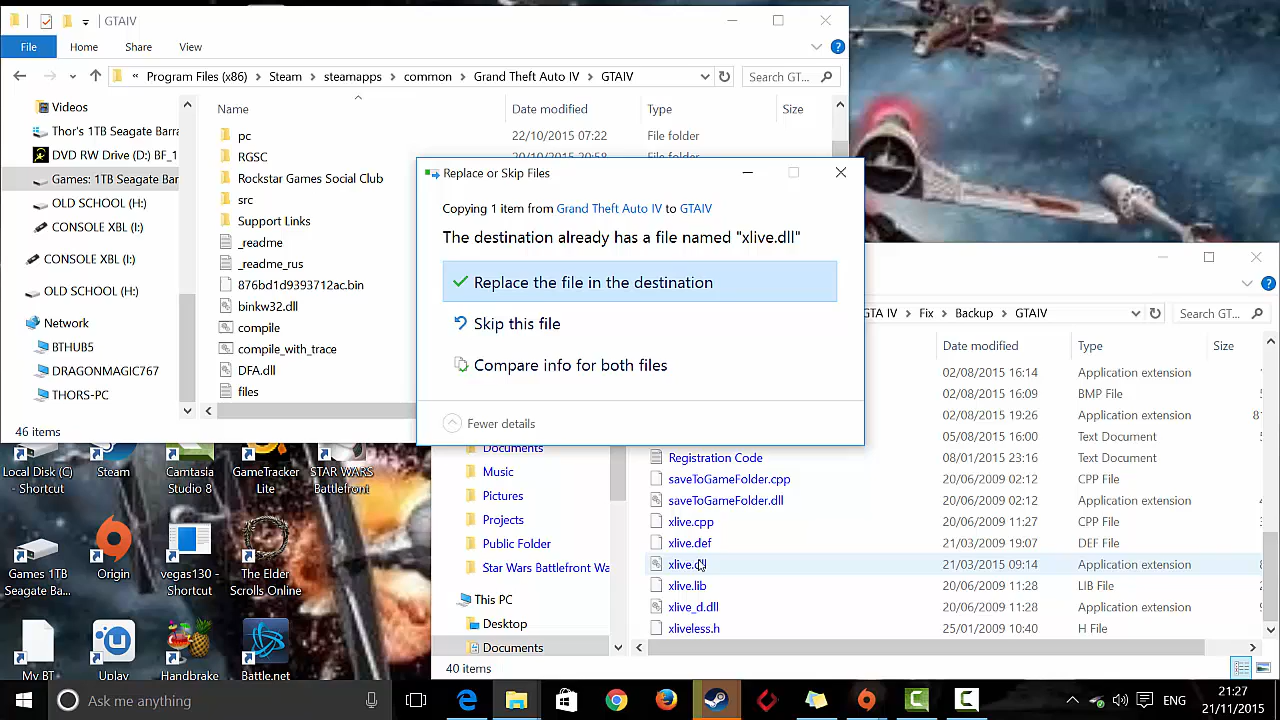 GTAIV
File Home Share View
« Program Files (x86) > Steam > steamapps > common > Grand Theft Auto IV > GTAIV
Search GT...
Name Date modified Type Size
Videos
Thor's 1TB Seagate Barra
DVD RW Drive (D:) BF_1
Games: 1TB Seagate Barra
OLD SCHOOL (H:)
CONSOLE XBL (I:)
CONSOLE XBL (I:)
OLD SCHOOL (H:)
Network
BTHUB5
DRAGONMAGIC767
THORS-PC
pc 22/10/2015 07:22 File folder
RGSC 20/10/2015 20:58 File folder
Rockstar Games Social Club
src
Support Links
_readme
_readme_rus
876bd1d9393712ac.bin
binkw32.dll
compile
compile_with_trace
DFA.dll
files
46 items
Replace or Skip Files
Copying 1 item from Grand Theft Auto IV to GTAIV
The destination already has a file named "xlive.dll"
Replace the file in the destination
Skip this file
Compare info for both files
Fewer details
GTA IV > Fix > Backup > GTAIV
Search GT...
Date modified Type Size
02/08/2015 16:14 Application extension
02/08/2015 16:09 BMP File
02/08/2015 19:26 Application extension 8
05/08/2015 16:00 Text Document
Registration Code 08/01/2015 23:16 Text Document
saveToGameFolder.cpp 20/06/2009 02:12 CPP File
saveToGameFolder.dll 20/06/2009 02:12 Application extension
xlive.cpp 20/06/2009 11:27 CPP File
xlive.def 21/03/2009 19:07 DEF File
xlive.dll 21/03/2015 09:14 Application extension
xlive.lib 20/06/2009 11:28 LIB File
xlive_d.dll 20/06/2009 11:28 Application extension
xliveless.h 25/01/2009 10:40 H File
Documents
Music
Pictures
Projects
Public Folder
Star Wars Battlefront Wa
This PC
Desktop
Documents
40 items
Local Disk (C) - Shortcut
Steam
Camtasia Studio 8
GameTracker Lite
STAR WARS Battlefront
Games 1TB Seagate Ba...
Origin
vegas130 - Shortcut
The Elder Scrolls Online
My BT
Uplay
Handbrake
Battle.net
Ask me anything
ENG
21:27
21/11/2015